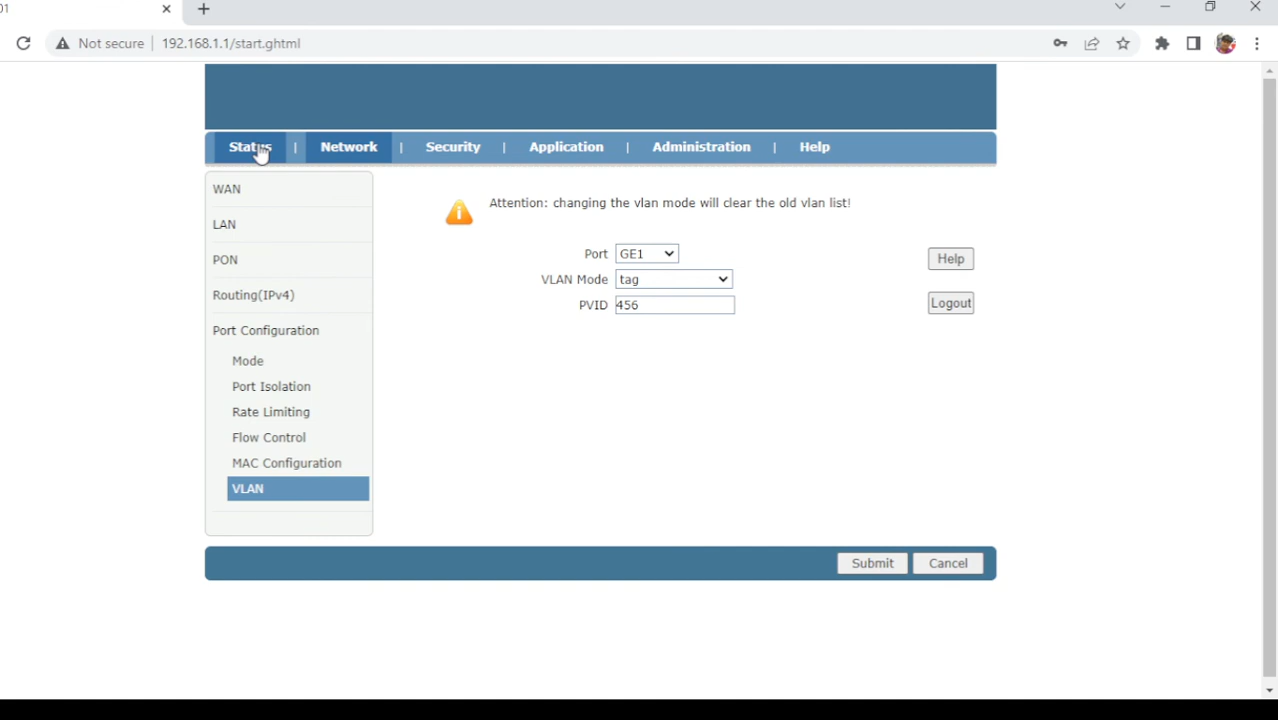 01
Not secure 192.168.1.1/start.ghtml
Status | Network | Security | Application | Administration | Help
WAN
LAN
PON
Routing(IPv4)
Port Configuration
Mode
Port Isolation
Rate Limiting
Flow Control
MAC Configuration
VLAN
Attention: changing the vlan mode will clear the old vlan list!
Port GE1
VLAN Mode tag
PVID 456
Help
Logout
Submit Cancel